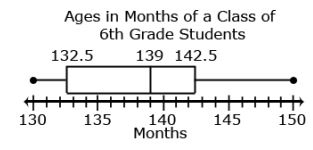 Ages in Months of a Class of
6th Grade Students
132.5 139 142.5
130 135 140 145 150
Months